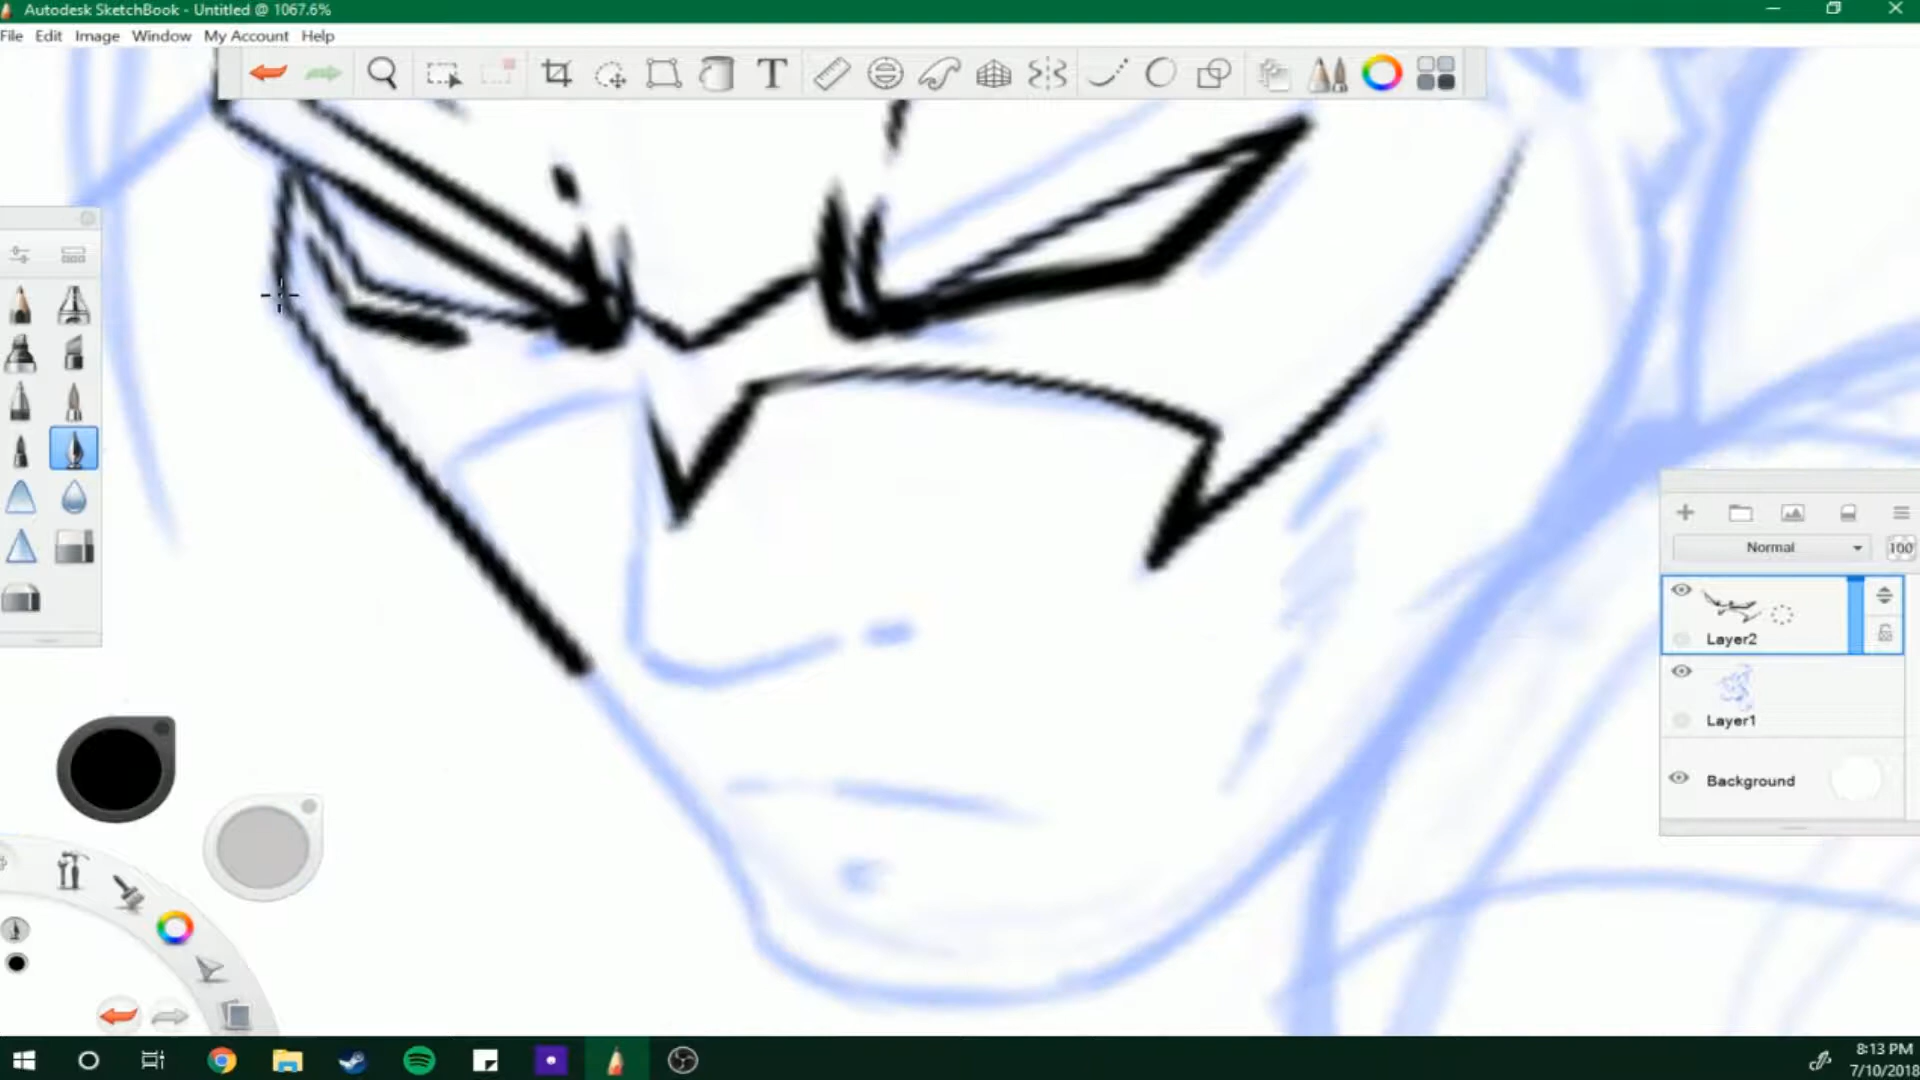 Autodesk SketchBook - Untitled @ 1067.6%
File Edit Image Window My Account Help
T
Normal 100
Layer2
Layer1
Background
8:13 PM
7/10/2018